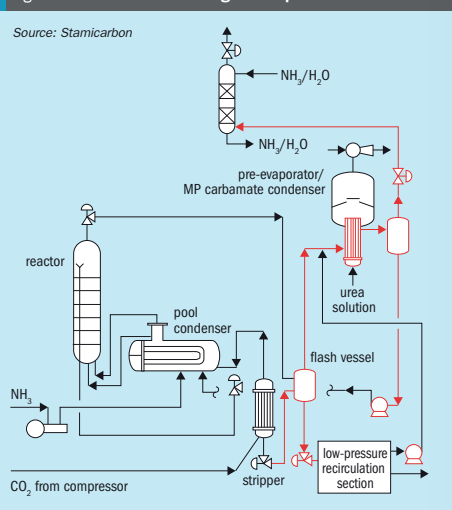 Source: Stamicarbon
NH₃/H₂O
NH₃/H₂O
pre-evaporator/
MP carbamate condenser
reactor
urea
solution
pool
condenser
flash vessel
NH₃
low-pressure
recirculation
section
stripper
CO₂ from compressor